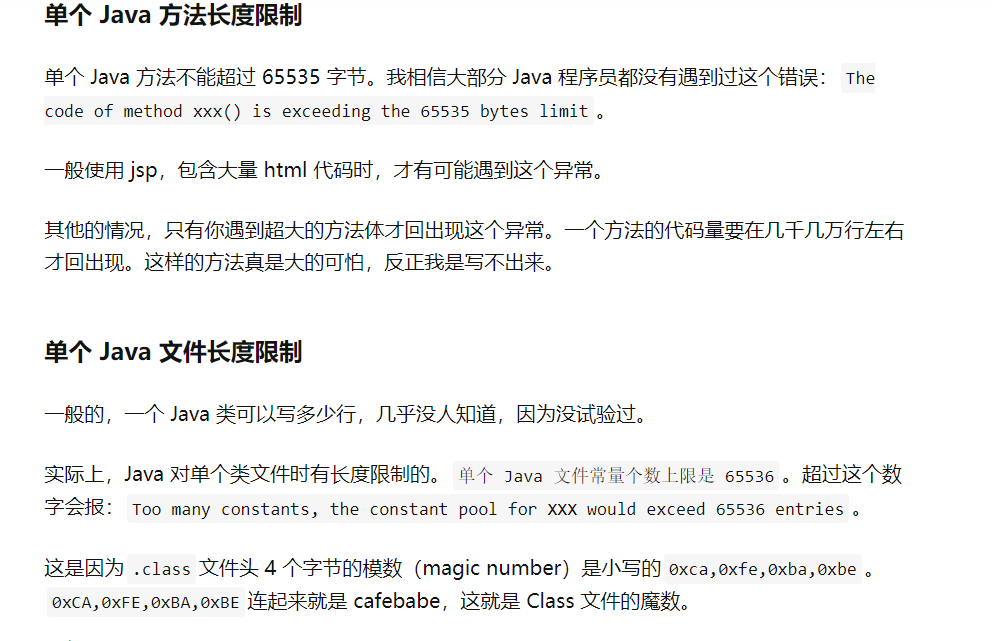 单个 Java 方法长度限制
单个 Java 方法不能超过 65535 字节。我相信大部分 Java 程序员都没有遇到过这个错误： The
code of method xxx() is exceeding the 65535 bytes limit 。
一般使用 jsp，包含大量 html 代码时，才有可能遇到这个异常。
其他的情况，只有你遇到超大的方法体才回出现这个异常。一个方法的代码量要在几千几万行左右
才回出现。这样的方法真是大的可怕，反正我是写不出来。
单个 Java 文件长度限制
一般的，一个 Java 类可以写多少行，几乎没人知道，因为没试验过。
实际上，Java 对单个类文件时有长度限制的。 单个 Java 文件常量个数上限是 65536 。超过这个数
字会报： Too many constants, the constant pool for XXX would exceed 65536 entries 。
这是因为 .class 文件头 4 个字节的模数（magic number）是小写的 0xca,0xfe,0xba,0xbe 。
0xCA,0xFE,0xBA,0xBE 连起来就是 cafebabe，这就是 Class 文件的魔数。